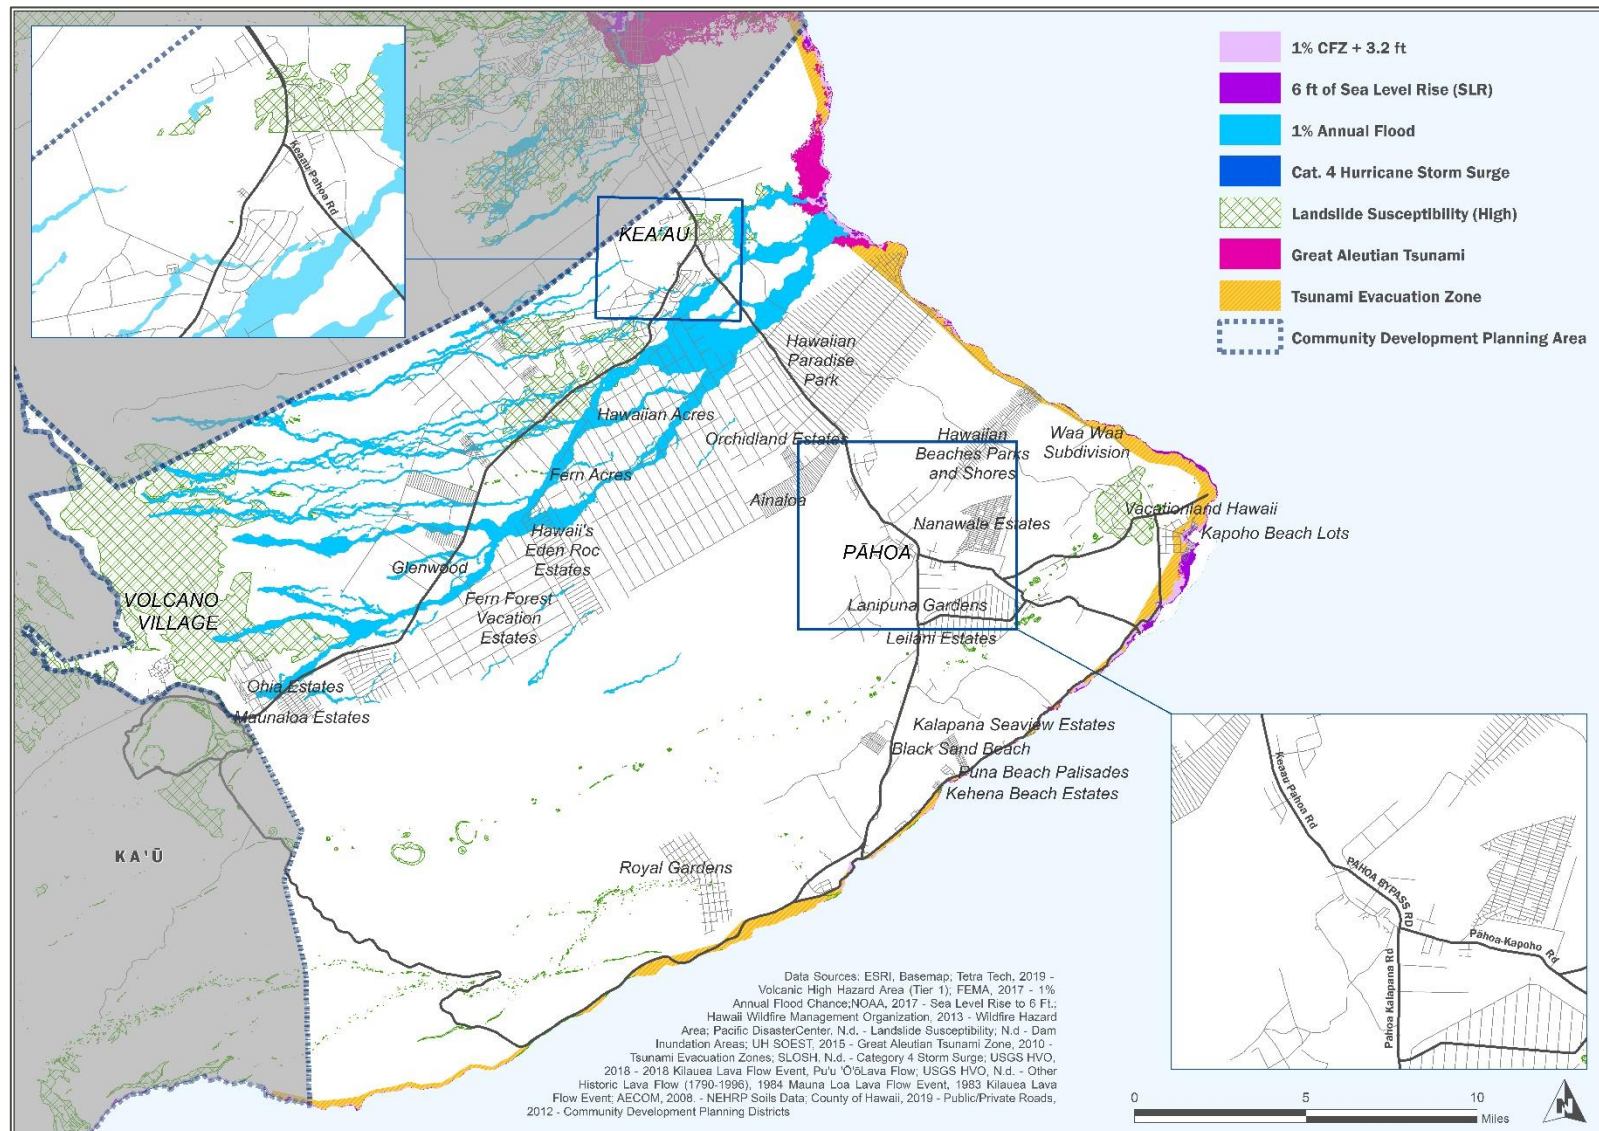 1% CFZ + 3.2 ft
6 ft of Sea Level Rise (SLR)
1% Annual Flood
Cat. 4 Hurricane Storm Surge
Landslide Susceptibility (High)
Great Aleutian Tsunami
Tsunami Evacuation Zone
Community Development Planning Area
Keaau Pahoa Rd
KEA'AU
Hawaiian
Paradise
Park
Hawaiian Acres
Orchidland Estates
Hawaiian
Beaches Parks
and Shores
Waa Waa
Subdivision
Fern Acres
Ainaloa
Vacationland Hawaii
Nanawale Estates
Kapoho Beach Lots
Hawaii's
Eden Roc
Estates
PĀHOA
Glenwood
VOLCANO
VILLAGE
Fern Forest
Vacation
Estates
Lanipuna Gardens
Leilani Estates
Ohia Estates
Maunaloa Estates
Kalapana Seaview Estates
Black Sand Beach
Puna Beach Palisades
Kehena Beach Estates
KA'Ū
Royal Gardens
Keaau Pahoa Rd
PAHOA BYPASS RD
Pāhoa-Kapoho Rd
Pahoa Kalapana Rd
Data Sources: ESRI, Basemap; Tetra Tech, 2019 -
Volcanic High Hazard Area (Tier 1); FEMA, 2017 - 1%
Annual Flood Chance;NOAA, 2017 - Sea Level Rise to 6 Ft.;
Hawaii Wildfire Management Organization, 2013 - Wildfire Hazard
Area; Pacific DisasterCenter, N.d. - Landslide Susceptibility; N.d - Dam
Inundation Areas; UH SOEST, 2015 - Great Aleutian Tsunami Zone, 2010 -
Tsunami Evacuation Zones; SLOSH, N.d. - Category 4 Storm Surge; USGS HVO,
2018 - 2018 Kilauea Lava Flow Event, Pu'u 'Ō'ōLava Flow; USGS HVO, N.d. - Other
Historic Lava Flow (1790-1996), 1984 Mauna Loa Lava Flow Event, 1983 Kilauea Lava
Flow Event; AECOM, 2008. - NEHRP Soils Data; County of Hawaii, 2019 - Public/Private Roads,
2012 - Community Development Planning Districts
0 5 10
Miles
N